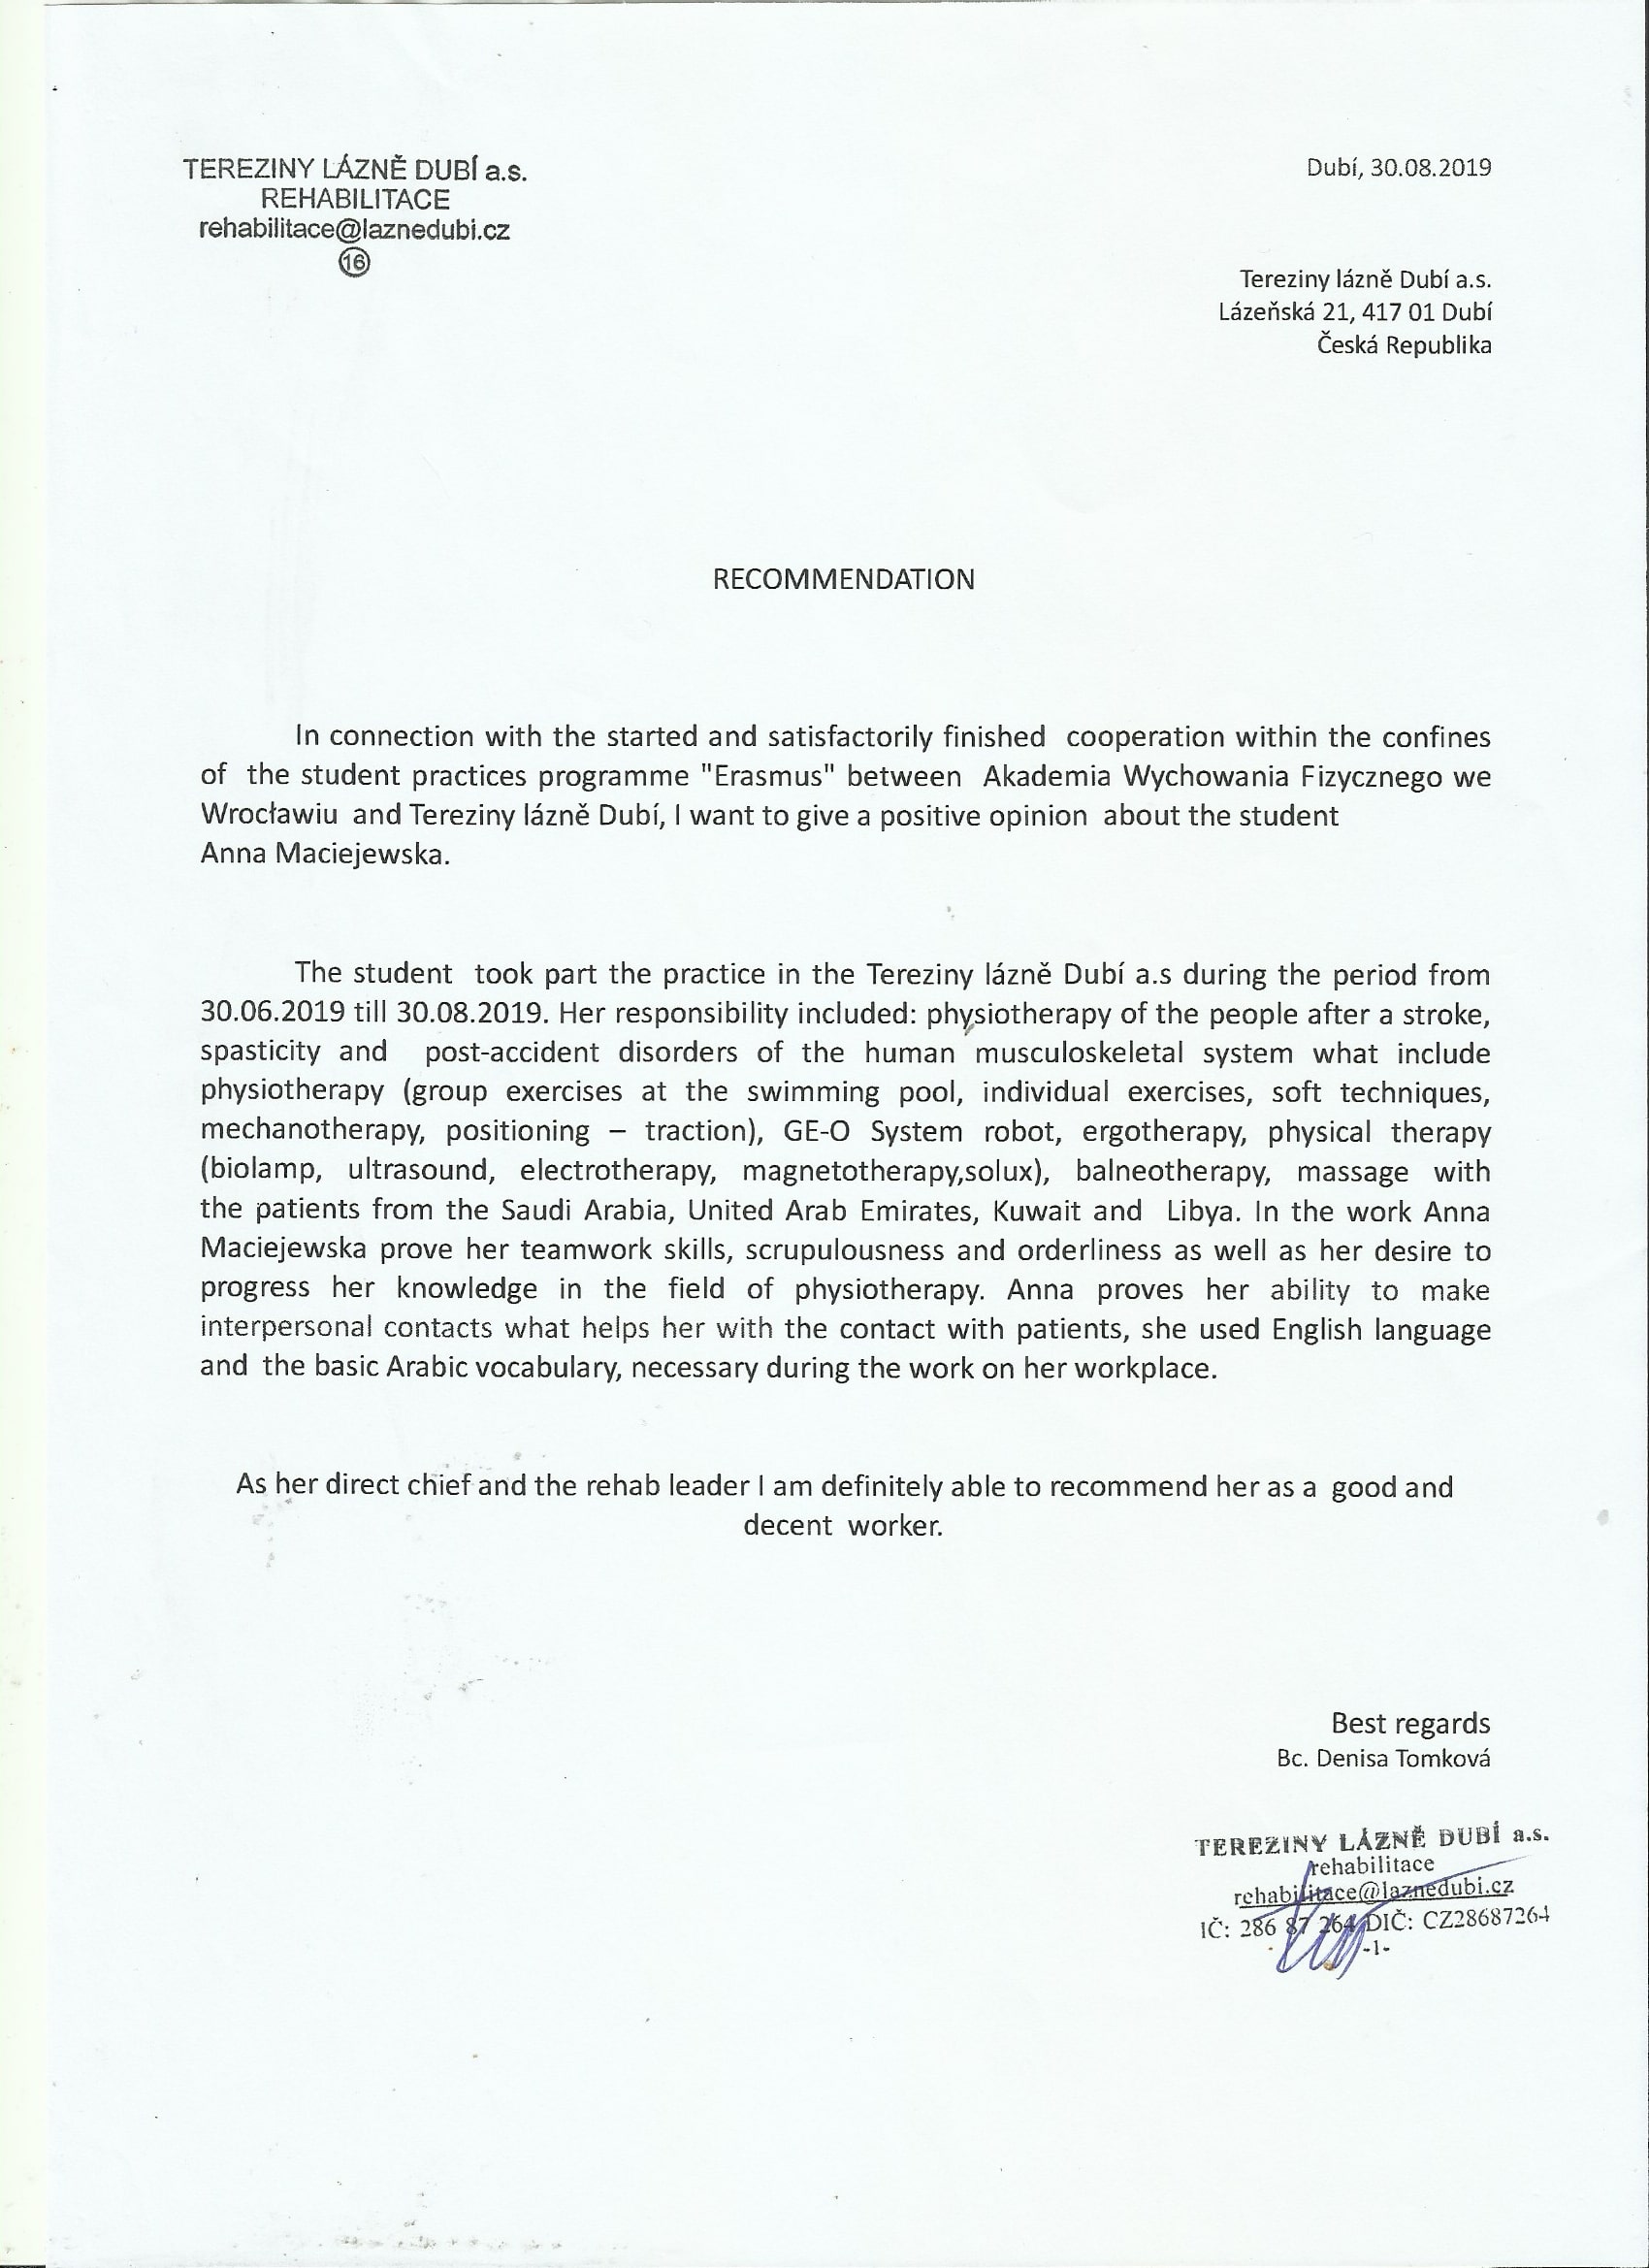 TEREZINY LÁZNĚ DUBÍ a.s.
REHABILITACE
rehabilitace@laznedubi.cz
16
Dubí, 30.08.2019
Tereziny lázně Dubí a.s.
Lázeňská 21, 417 01 Dubí
Česká Republika
RECOMMENDATION
In connection with the started and satisfactorily finished cooperation within the confines
of the student practices programme "Erasmus" between Akademia Wychowania Fizycznego we
Wrocławiu and Tereziny lázně Dubí, I want to give a positive opinion about the student
Anna Maciejewska.
The student took part the practice in the Tereziny lázně Dubí a.s during the period from
30.06.2019 till 30.08.2019. Her responsibility included: physiotherapy of the people after a stroke,
spasticity and post-accident disorders of the human musculoskeletal system what include
physiotherapy (group exercises at the swimming pool, individual exercises, soft techniques,
mechanotherapy, positioning – traction), GE-O System robot, ergotherapy, physical therapy
(biolamp, ultrasound, electrotherapy, magnetotherapy,solux), balneotherapy, massage with
the patients from the Saudi Arabia, United Arab Emirates, Kuwait and Libya. In the work Anna
Maciejewska prove her teamwork skills, scrupulousness and orderliness as well as her desire to
progress her knowledge in the field of physiotherapy. Anna proves her ability to make
interpersonal contacts what helps her with the contact with patients, she used English language
and the basic Arabic vocabulary, necessary during the work on her workplace.
As her direct chief and the rehab leader I am definitely able to recommend her as a good and
decent worker.
Best regards
Bc. Denisa Tomková
TEREZINY LÁZNĚ DUBÍ a.s.
rehabilitace
rehabilitace@laznedubi.cz
IČ: 286 87 264 DIČ: CZ28687264
-1-